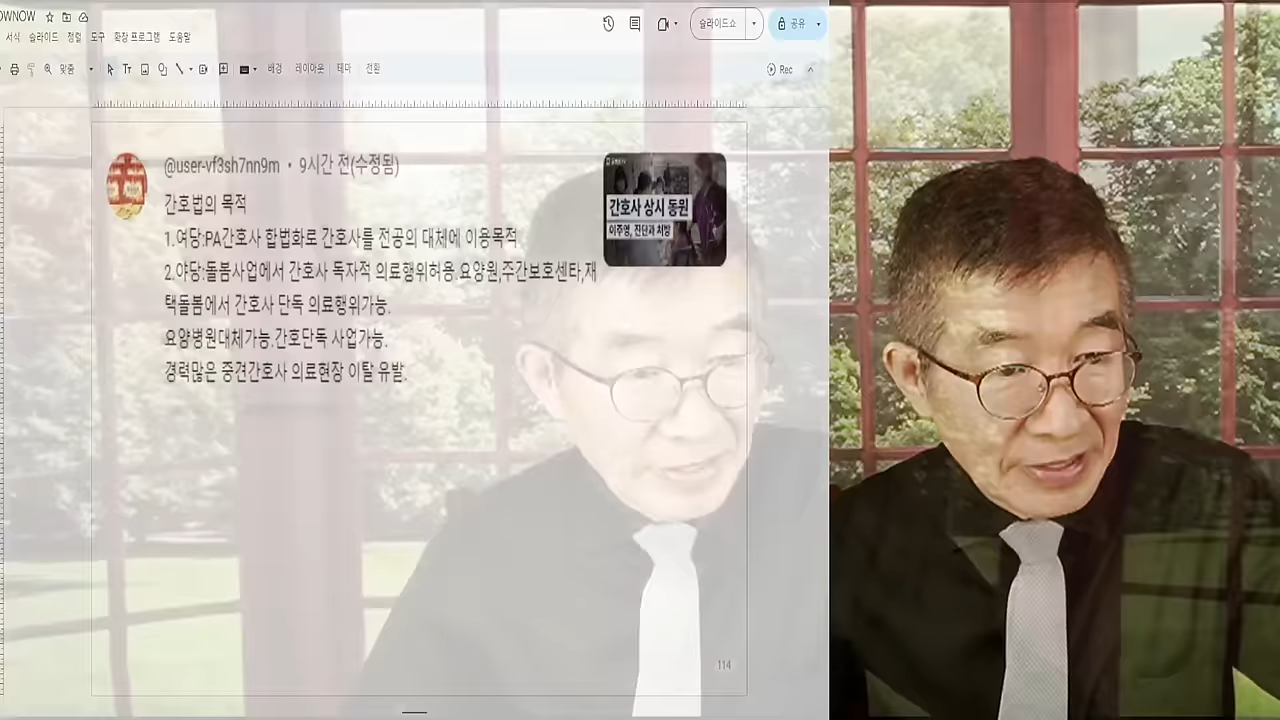 OWNOW
슬라이드쇼
공유
서식 슬라이드 정렬 도구 확장 프로그램 도움말
맞춤
배경 레이아웃 테마 전환
Rec
@user-vf3sh7nn9m • 9시간 전(수정됨)
간호법의 목적
1.여당:PA간호사 합법화로 간호사를 전공의 대체에 이용목적.
2.야당:돌봄사업에서 간호사 독자적 의료행위허용.요양원,주간보호센타,재
택돌봄에서 간호사 단독 의료행위가능.
요양병원대체가능.간호단독 사업가능.
경력많은 중견간호사 의료현장 이탈 유발.
간호사 상시 동원
이주영, 진단과 처방
114